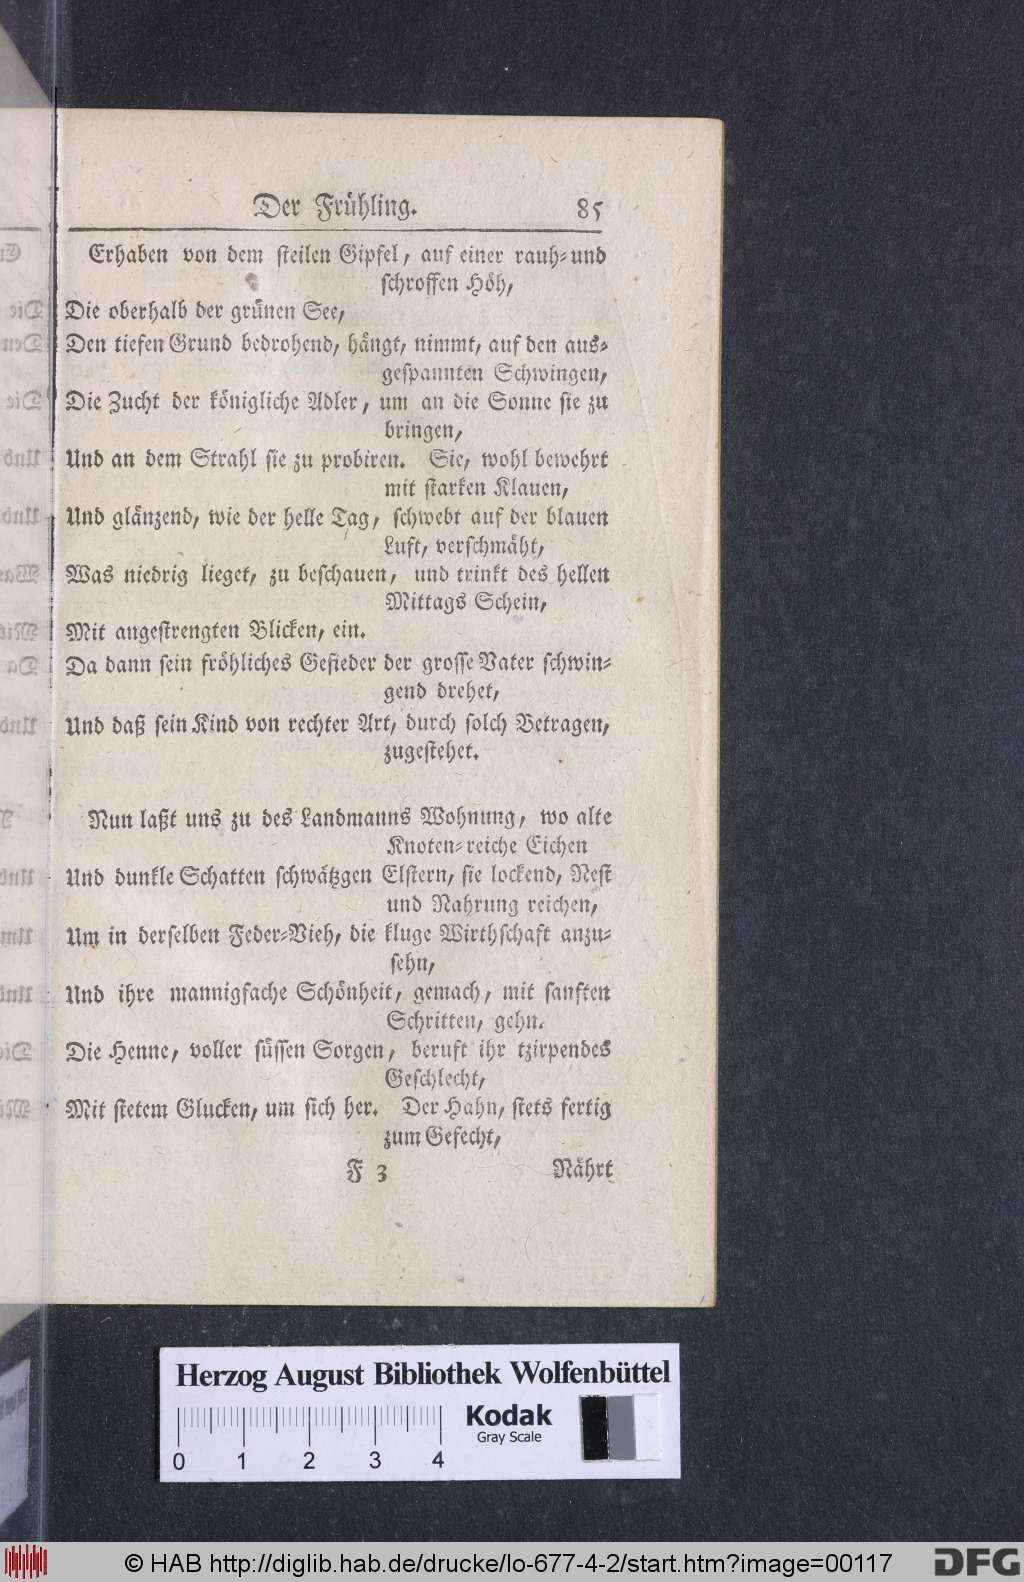 Der Frühling. 85
Erhaben von dem steilen Gipfel, auf einer rauh- und
schroffen Höh,
Die oberhalb der grünen See,
Den tiefen Grund bedrohend, hängt, nimmt, auf den aus-
gespannten Schwingen,
Die Zucht der königliche Adler, um an die Sonne sie zu
bringen,
Und an dem Strahl sie zu probiren. Sie, wohl bewehrt
mit starken Klauen,
Und glänzend, wie der helle Tag, schwebt auf der blauen
Luft, verschmäht,
Was niedrig lieget, zu beschauen, und trinkt des hellen
Mittags Schein,
Mit angestrengten Blicken, ein.
Da dann sein fröhliches Gefieder der grosse Vater schwin-
gend drehet,
Und daß sein Kind von rechter Art, durch solch Betragen,
zugestehet.
Nun laßt uns zu des Landmanns Wohnung, wo alte
Knoten-reiche Eichen
Und dunkle Schatten schwätzgen Elstern, sie lockend, Nest
und Nahrung reichen,
Um in derselben Feder-Vieh, die kluge Wirthschaft anzu-
sehn,
Und ihre mannigfache Schönheit, gemach, mit sanften
Schritten, gehn.
Die Henne, voller süssen Sorgen, beruft ihr tzirpendes
Geschlecht,
Mit stetem Glucken, um sich her. Der Hahn, stets fertig
zum Gefecht,
F 3 Nährt
Herzog August Bibliothek Wolfenbüttel
Kodak
Gray Scale
0 1 2 3 4
© HAB http://diglib.hab.de/drucke/lo-677-4-2/start.htm?image=00117
DFG